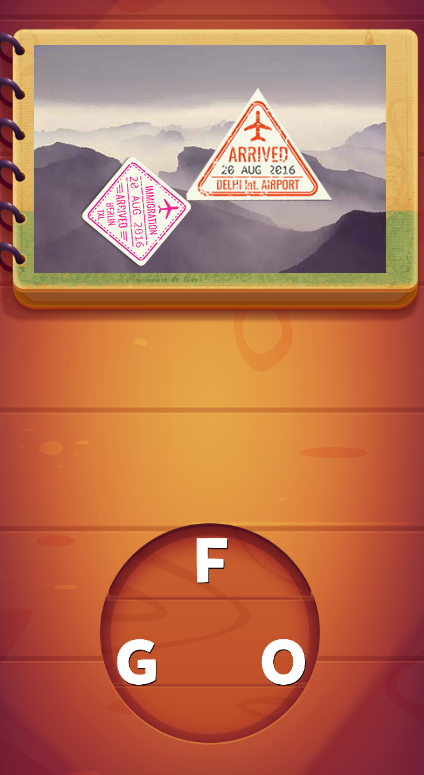 ARRIVED
20 AUG 2016
DELHI Int. AIRPORT
IMMIGRATION
20 AUG 2016
ARRIVED
BERLIN
TXL
F
G O